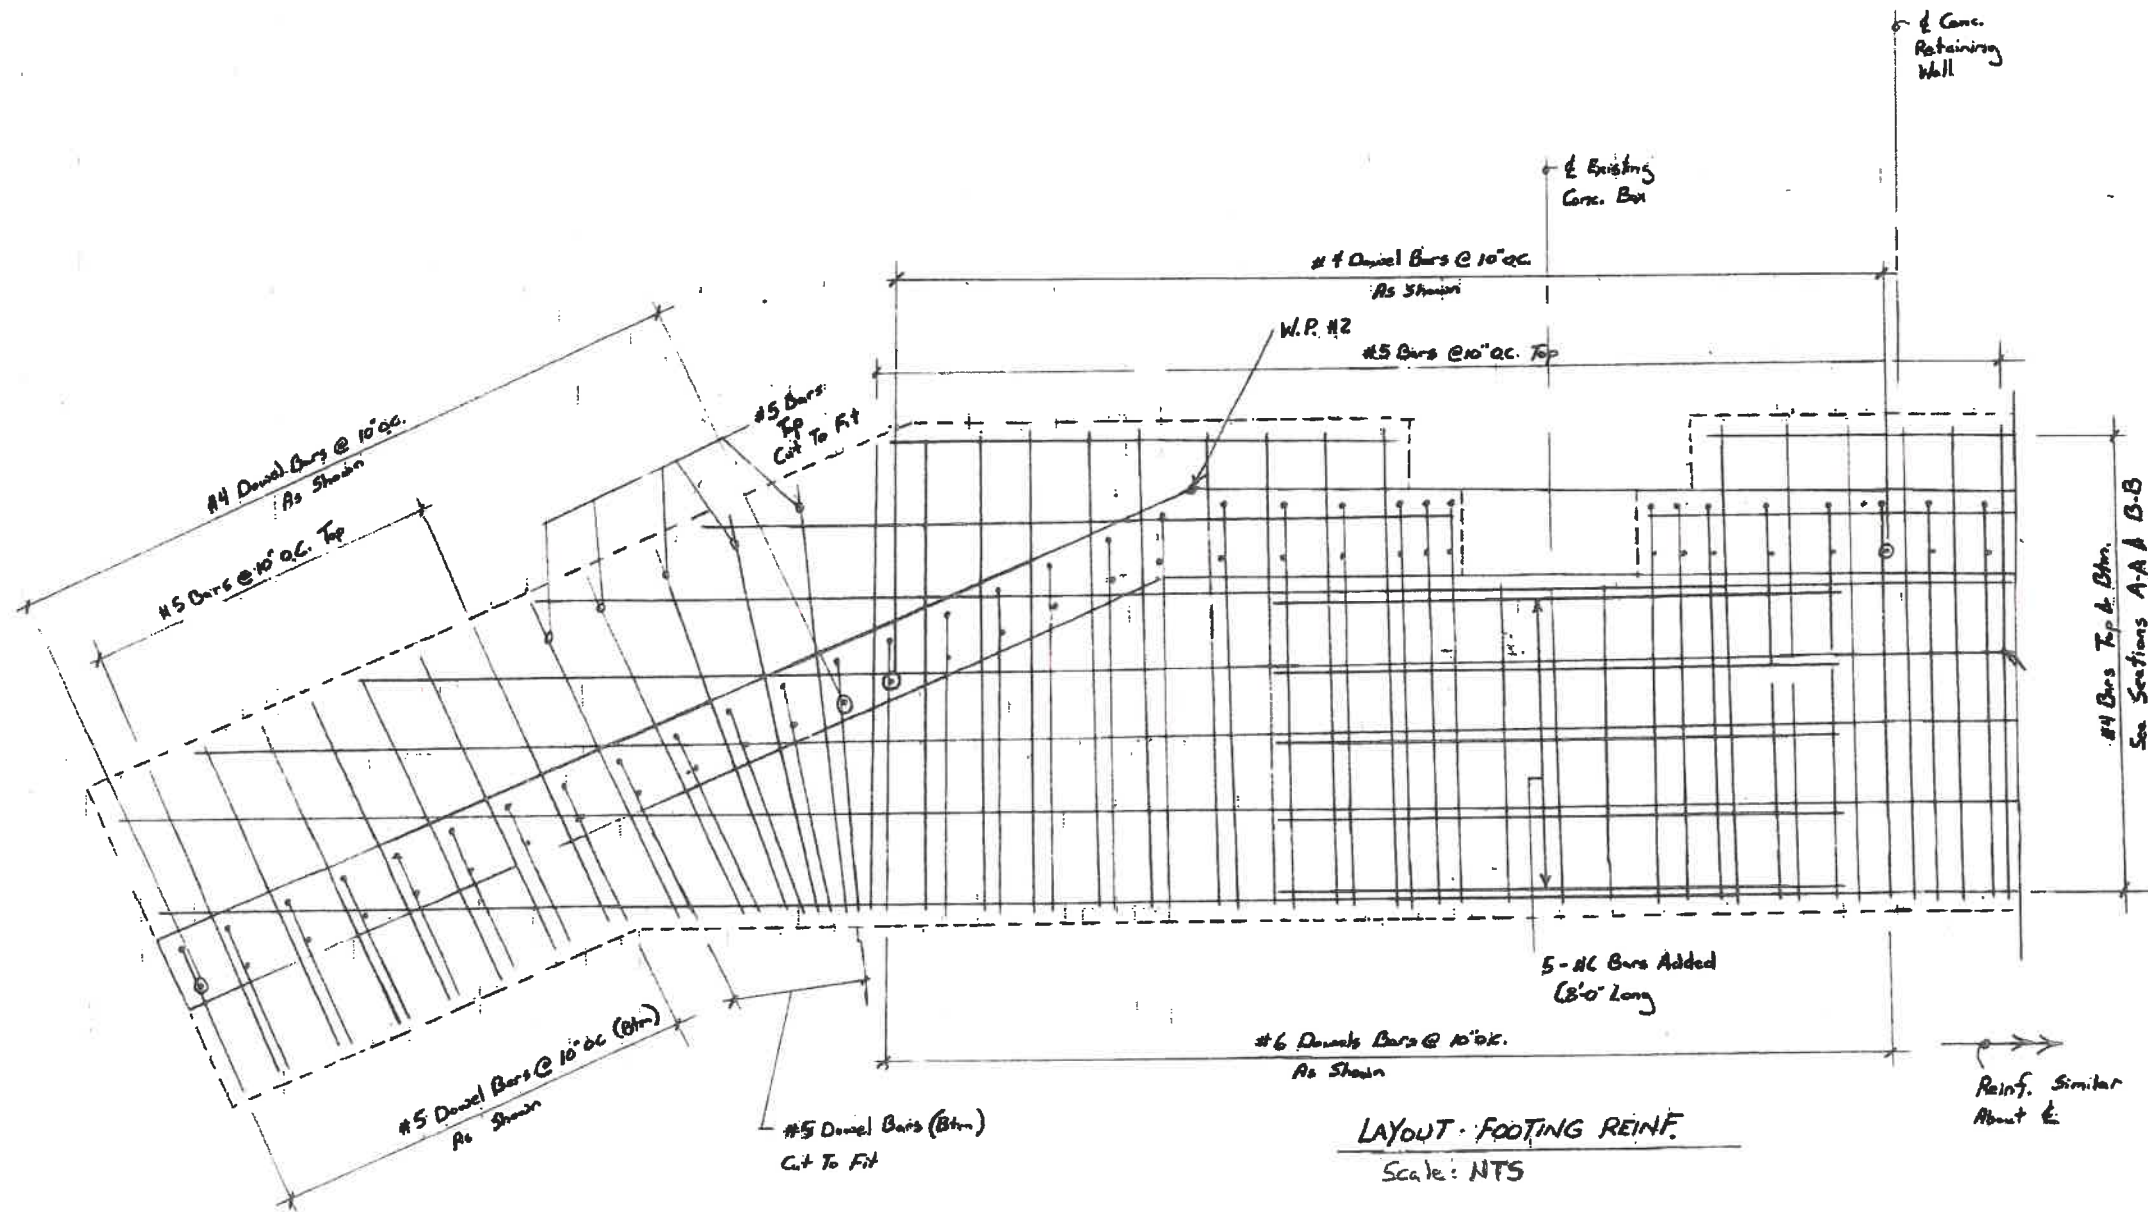 ℄ Conc.
Retaining
Wall
℄ Existing
Conc. Box
#4 Dowel Bars @ 10" o.c.
As Shown
W.P. #2
#5 Bars @ 10" o.c. Top
#5 Bars
Top
Cut To Fit
#4 Dowel Bars @ 10" o.c.
As Shown
#5 Bars @ 10" o.c. Top
#4 Bars Top & Btm.
See Sections A-A & B-B
5-#6 Bars Added
18'-0" Long
#6 Dowels Bars @ 10" o.c.
As Shown
#5 Dowel Bars @ 10" oc (Btm)
As Shown
#5 Dowel Bars (Btm)
Cut To Fit
Reinf. Similar
About ℄
LAYOUT - FOOTING REINF.
Scale: NTS